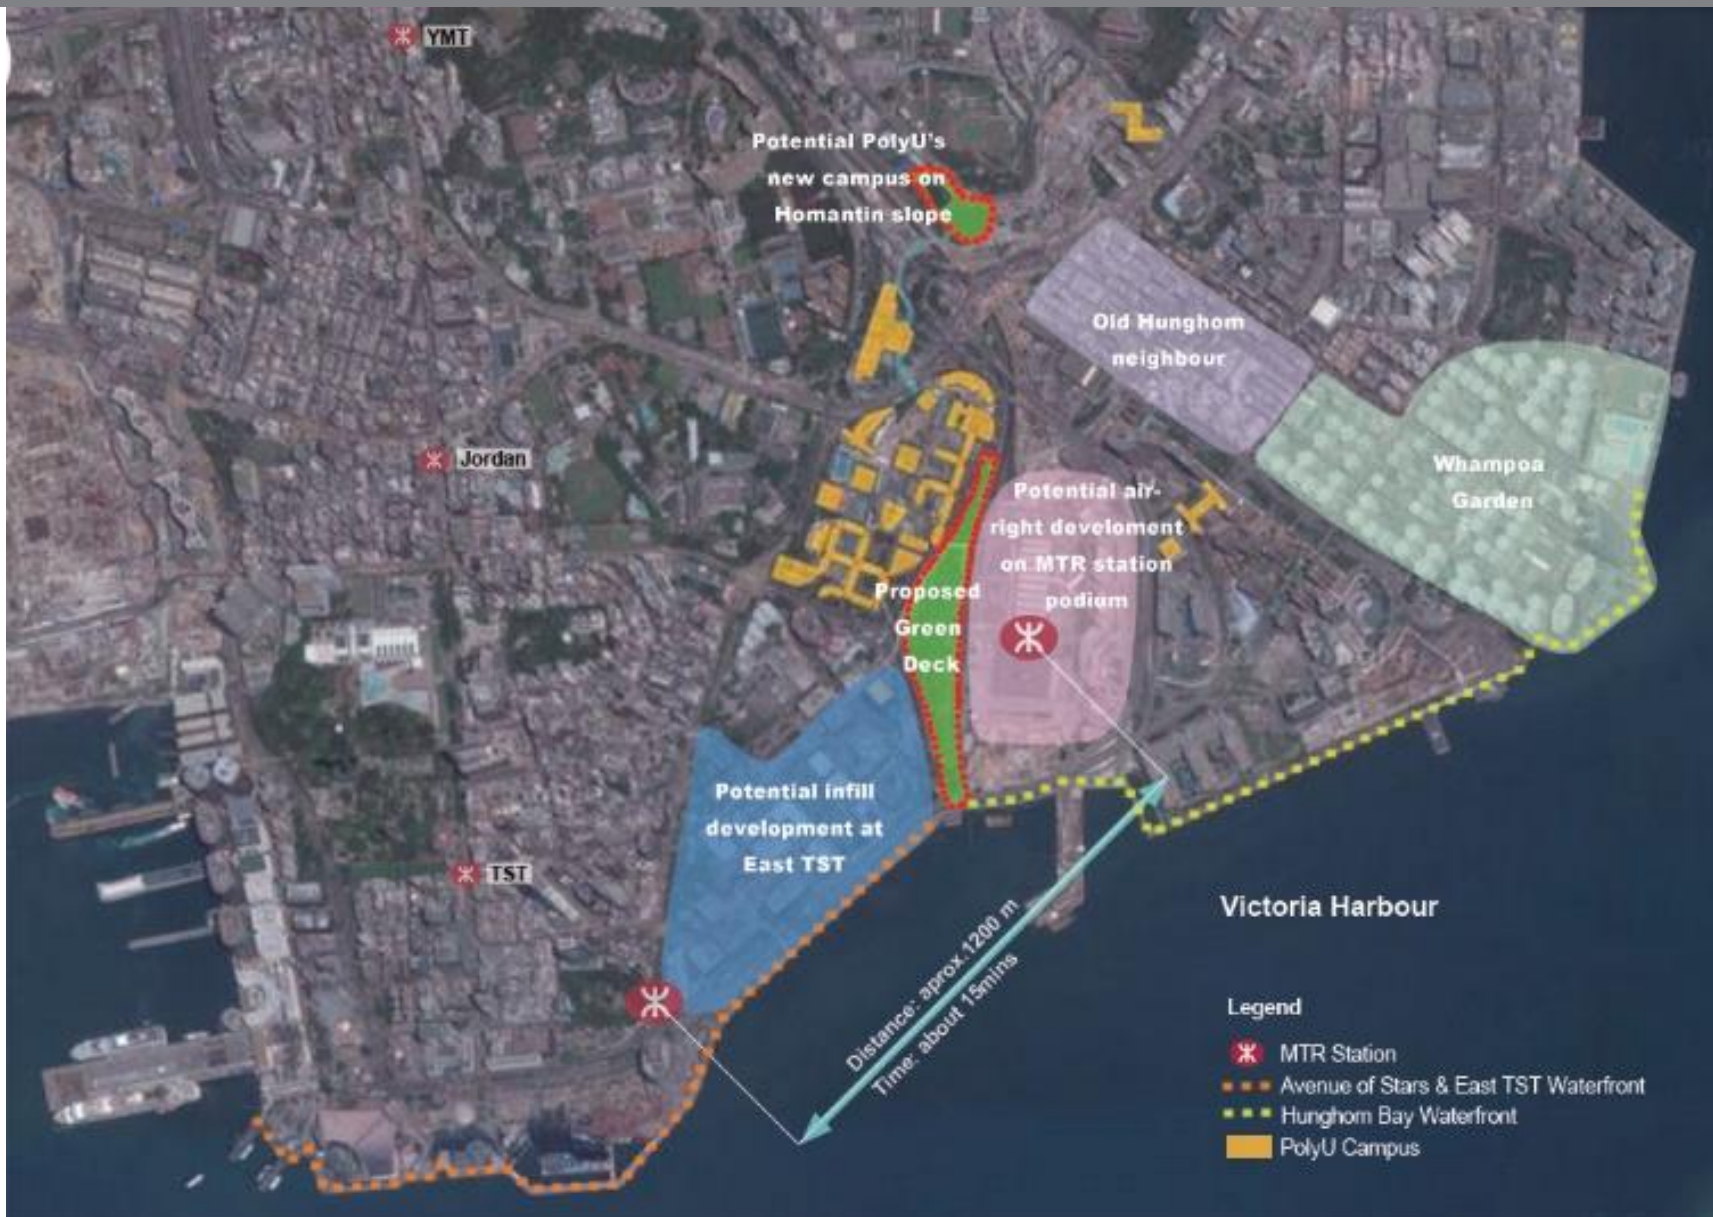 YMT
Potential PolyU's
new campus on
Homantin slope
Old Hunghom
neighbour
Jordan
Whampoa
Garden
Potential air-
right develoment
on MTR station
podium
Proposed
Green
Deck
Potential infill
development at
East TST
TST
Distance: aprox.1200 m
Time: about 15mins
Victoria Harbour
Legend
MTR Station
Avenue of Stars & East TST Waterfront
Hunghom Bay Waterfront
PolyU Campus